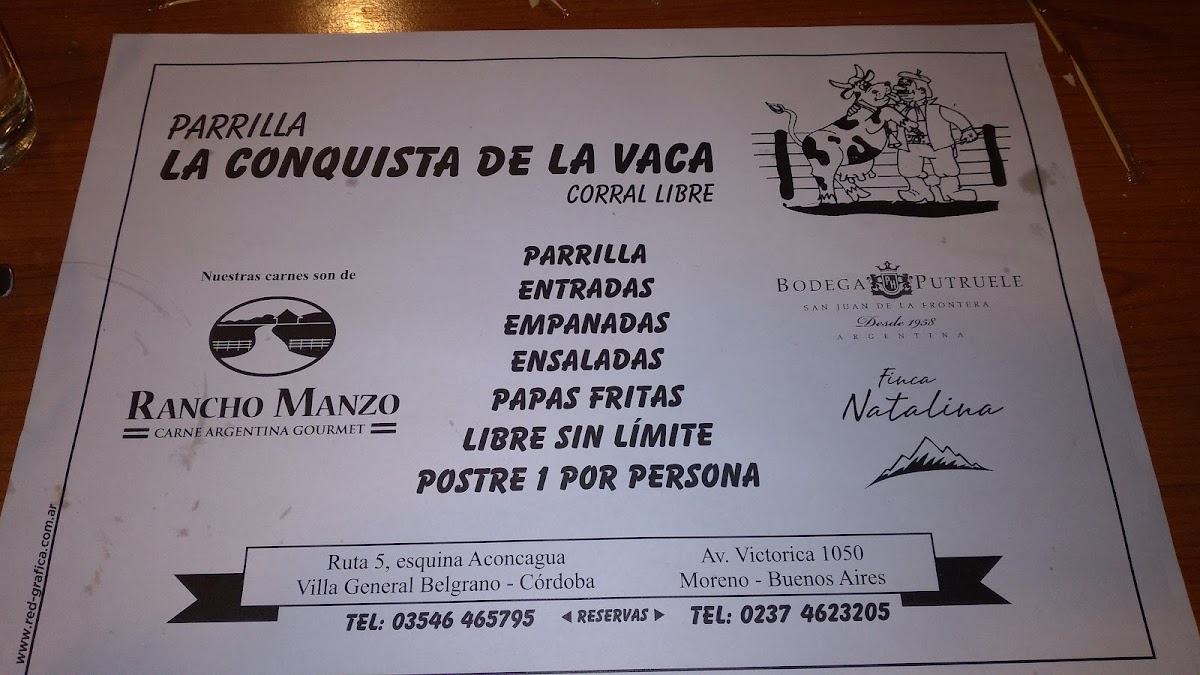 PARRILLA
LA CONQUISTA DE LA VACA
CORRAL LIBRE
Nuestras carnes son de
RANCHO MANZO
CARNE ARGENTINA GOURMET
PARRILLA
ENTRADAS
EMPANADAS
ENSALADAS
PAPAS FRITAS
LIBRE SIN LÍMITE
POSTRE 1 POR PERSONA
BODEGA PUTRUELE
SAN JUAN DE LA FRONTERA
Desde 1958
ARGENTINA
Finca
Natalina
Ruta 5, esquina Aconcagua
Villa General Belgrano - Córdoba
Av. Victorica 1050
Moreno - Buenos Aires
TEL: 03546 465795 ◄ RESERVAS ► TEL: 0237 4623205
www.red-grafica.com.ar